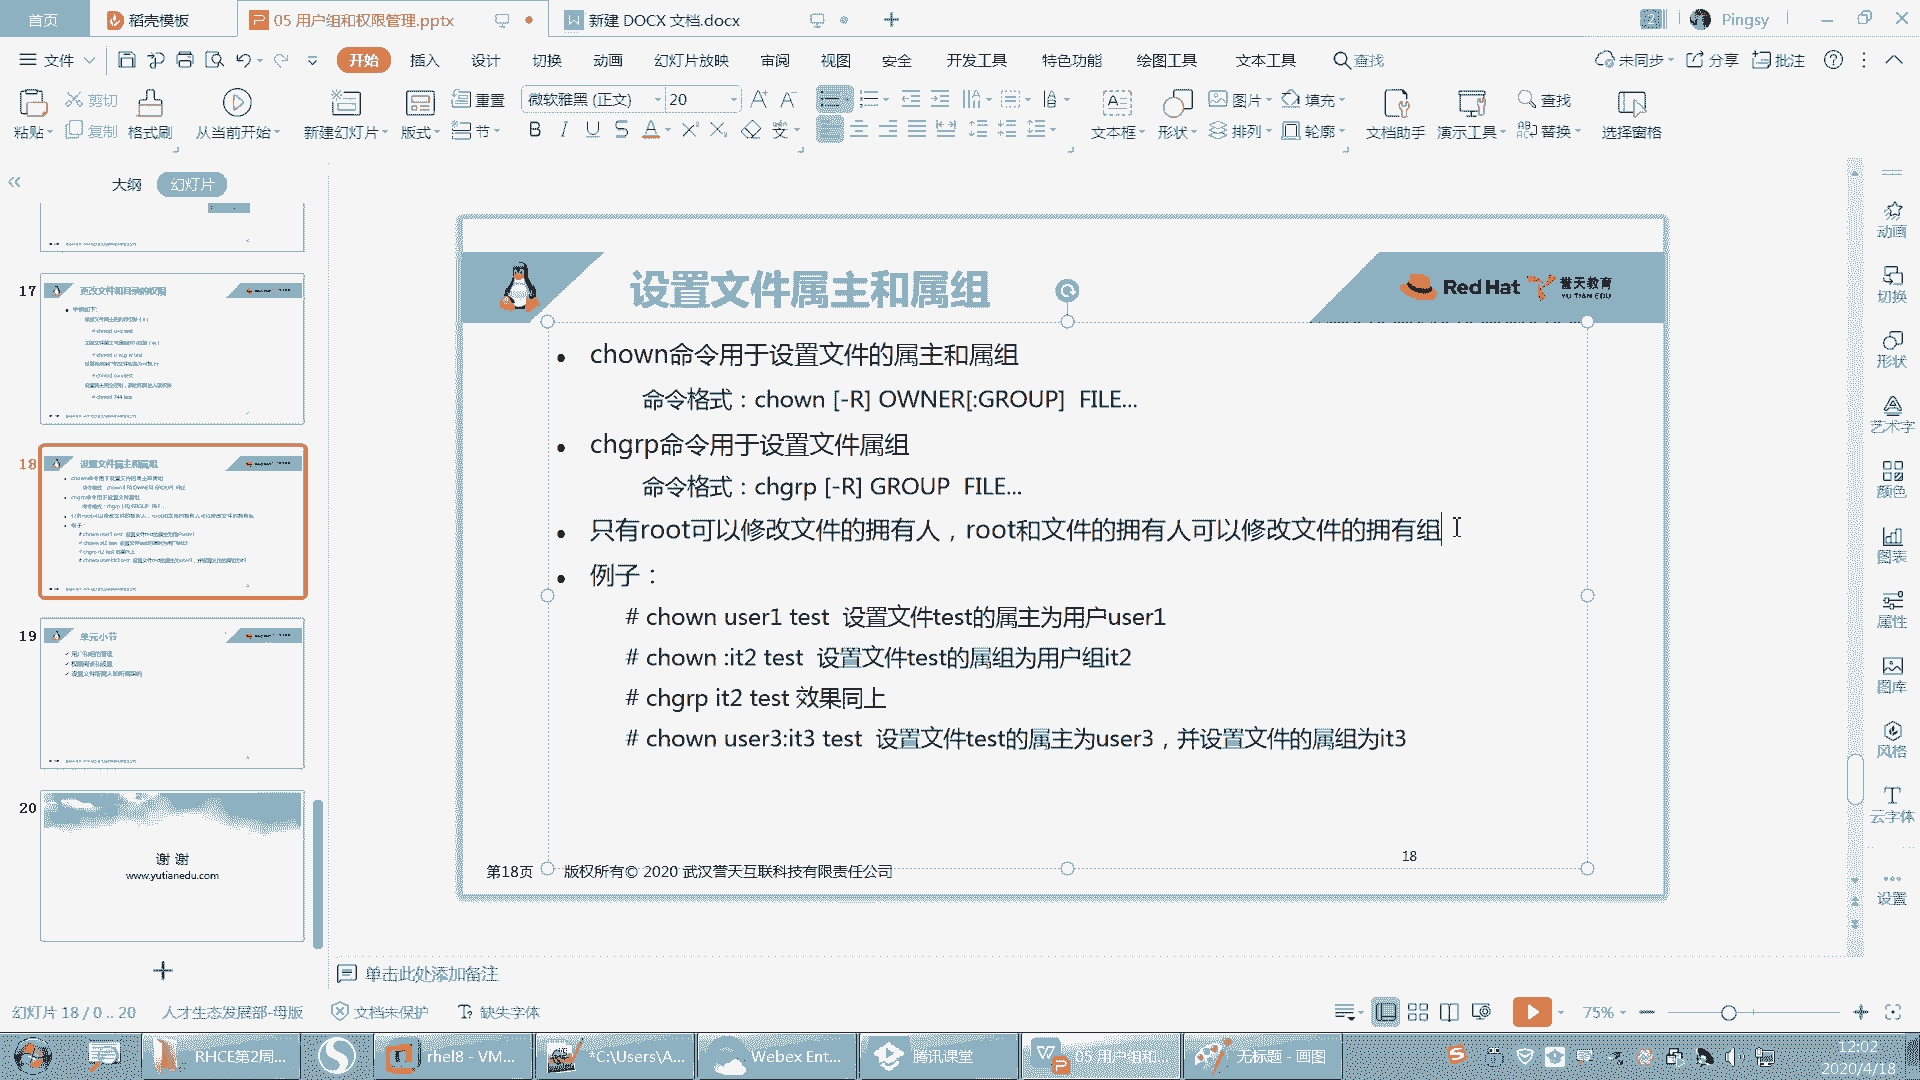 首页
稻壳模板
05 用户组和权限管理.pptx
新建 DOCX 文档.docx
Pingsy
文件
开始
插入
设计
切换
动画
幻灯片放映
审阅
视图
安全
开发工具
特色功能
绘图工具
文本工具
查找
未同步
分享
批注
粘贴
剪切
复制
格式刷
从当前开始
新建幻灯片
版式
重置
节
微软雅黑 (正文)
20
文本框
形状
图片
排列
填充
轮廓
文档助手
演示工具
查找
替换
选择窗格
大纲
幻灯片
17
更改文件和目录的权限
18
设置文件属主和属组
19
单元小节
20
谢 谢
www.yutianedu.com
设置文件属主和属组
Red Hat
誉天教育
YU TIAN EDU
chown命令用于设置文件的属主和属组
命令格式：chown [-R] OWNER[:GROUP] FILE...
chgrp命令用于设置文件属组
命令格式：chgrp [-R] GROUP FILE...
只有root可以修改文件的拥有人，root和文件的拥有人可以修改文件的拥有组
例子：
# chown user1 test 设置文件test的属主为用户user1
# chown :it2 test 设置文件test的属组为用户组it2
# chgrp it2 test 效果同上
# chown user3:it3 test 设置文件test的属主为user3，并设置文件的属组为it3
18
第18页
版权所有© 2020 武汉誉天互联科技有限责任公司
动画
切换
形状
艺术字
颜色
图表
属性
图库
风格
云字体
设置
单击此处添加备注
幻灯片 18 / 0 .. 20
人才生态发展部-母版
文档未保护
缺失字体
75%
RHCE第2周...
rhel8 - VM...
*C:\Users\A...
Webex Ent...
腾讯课堂
05 用户组和...
无标题 - 画图
12:02
2020/4/18